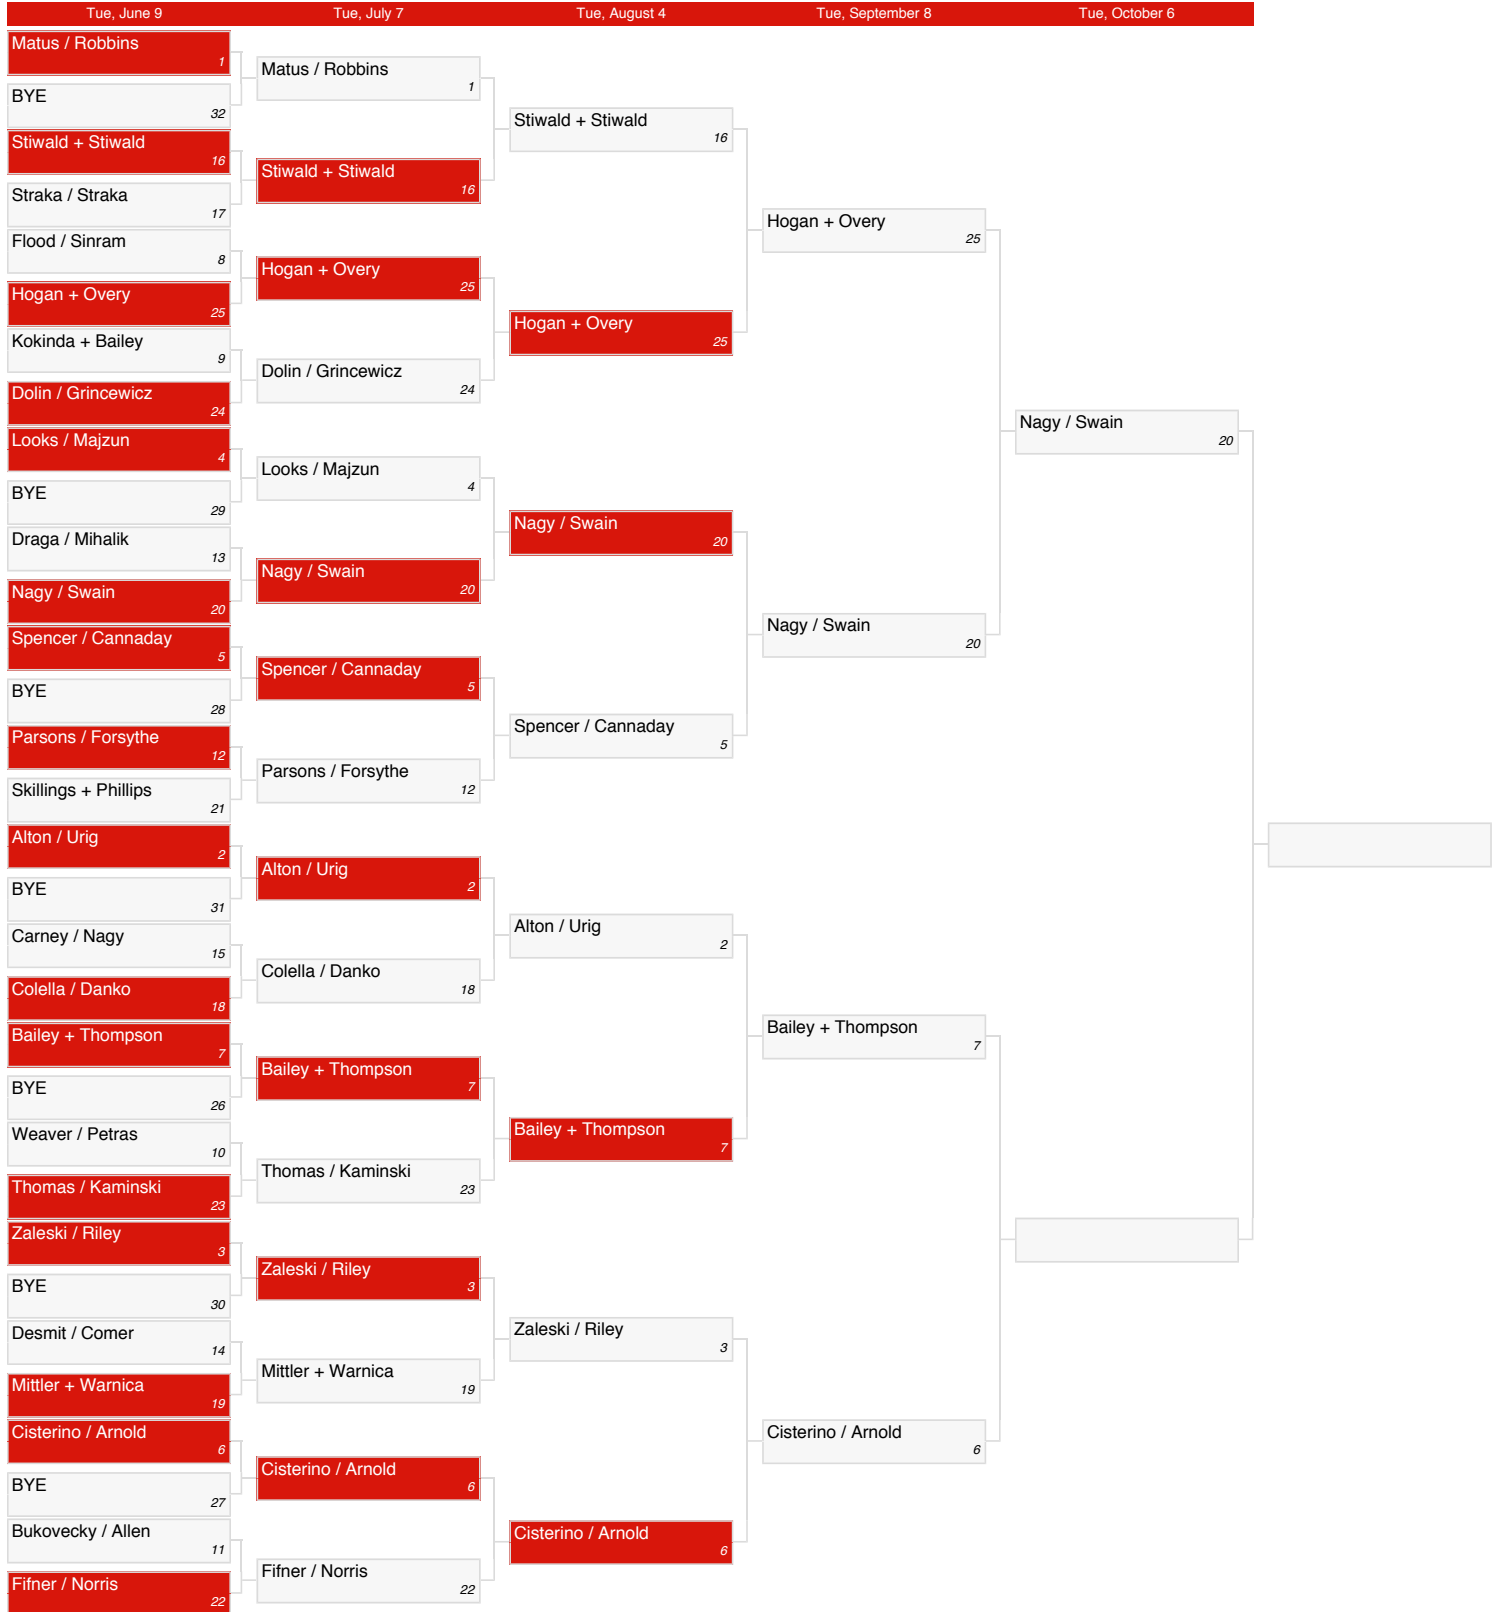 Tue, June 9
Tue, July 7
Tue, August 4
Tue, September 8
Tue, October 6
Matus / Robbins
1
BYE
32
Stiwald + Stiwald
16
Straka / Straka
17
Flood / Sinram
8
Hogan + Overy
25
Kokinda + Bailey
9
Dolin / Grincewicz
24
Looks / Majzun
4
BYE
29
Draga / Mihalik
13
Nagy / Swain
20
Spencer / Cannaday
5
BYE
28
Parsons / Forsythe
12
Skillings + Phillips
21
Alton / Urig
2
BYE
31
Carney / Nagy
15
Colella / Danko
18
Bailey + Thompson
7
BYE
26
Weaver / Petras
10
Thomas / Kaminski
23
Zaleski / Riley
3
BYE
30
Desmit / Comer
14
Mittler + Warnica
19
Cisterino / Arnold
6
BYE
27
Bukovecky / Allen
11
Fifner / Norris
22
Matus / Robbins
1
Stiwald + Stiwald
16
Hogan + Overy
25
Dolin / Grincewicz
24
Looks / Majzun
4
Nagy / Swain
20
Spencer / Cannaday
5
Parsons / Forsythe
12
Alton / Urig
2
Colella / Danko
18
Bailey + Thompson
7
Thomas / Kaminski
23
Zaleski / Riley
3
Mittler + Warnica
19
Cisterino / Arnold
6
Fifner / Norris
22
Stiwald + Stiwald
16
Hogan + Overy
25
Nagy / Swain
20
Spencer / Cannaday
5
Alton / Urig
2
Bailey + Thompson
7
Zaleski / Riley
3
Cisterino / Arnold
6
Hogan + Overy
25
Nagy / Swain
20
Bailey + Thompson
7
Cisterino / Arnold
6
Nagy / Swain
20